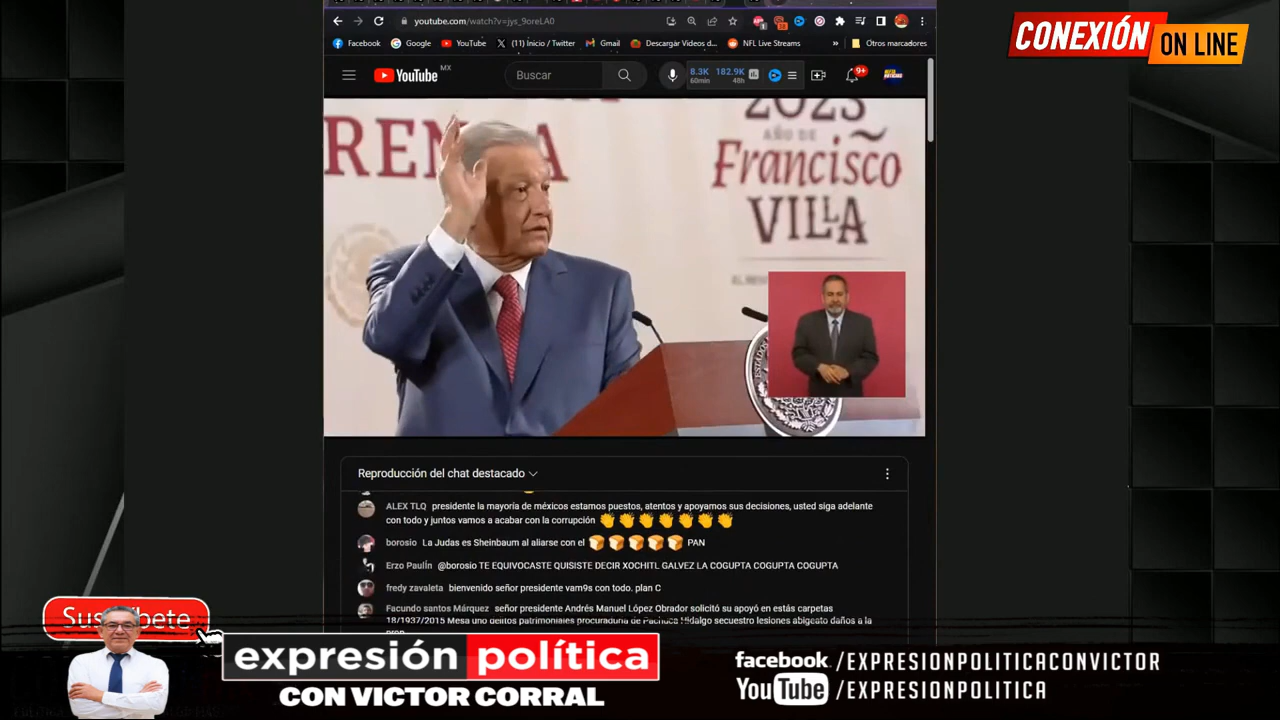 youtube.com/watch?v=jys_9oreLA0
Facebook
Google
YouTube
(11) Inicio / Twitter
Gmail
Descargar Videos d...
NFL Live Streams
»
Otros marcadores
CONEXIÓN
ON LINE
YouTube MX
Buscar
8.3K
60min
182.9K
48h
9+
RENSA
2023
AÑO DE
Francisco
VILLA
Reproducción del chat destacado
ALEX TLQ presidente la mayoría de méxicos estamos puestos, atentos y apoyamos sus decisiones, usted siga adelante
con todo y juntos vamos a acabar con la corrupción 👏👏👏👏👏👏👏
borosio La Judas es Sheinbaum al aliarse con el 🍞🍞🍞🍞🍞 PAN
Erzo Paulín @borosio TE EQUIVOCASTE QUISISTE DECIR XOCHITL GALVEZ LA COGUPTA COGUPTA COGUPTA
fredy zavaleta bienvenido señor presidente vam9s con todo. plan C
Facundo santos Márquez señor presidente Andrés Manuel López Obrador solicitó su apoyó en estás carpetas
18/1937/2015 Mesa uno delitos patrimoniales procuraduna de Pachuca Hidalgo secuestro lesiones abigeato daños a la
Suscríbete
expresión política
CON VICTOR CORRAL
facebook /EXPRESIONPOLITICACONVICTOR
YouTube /EXPRESIONPOLITICA